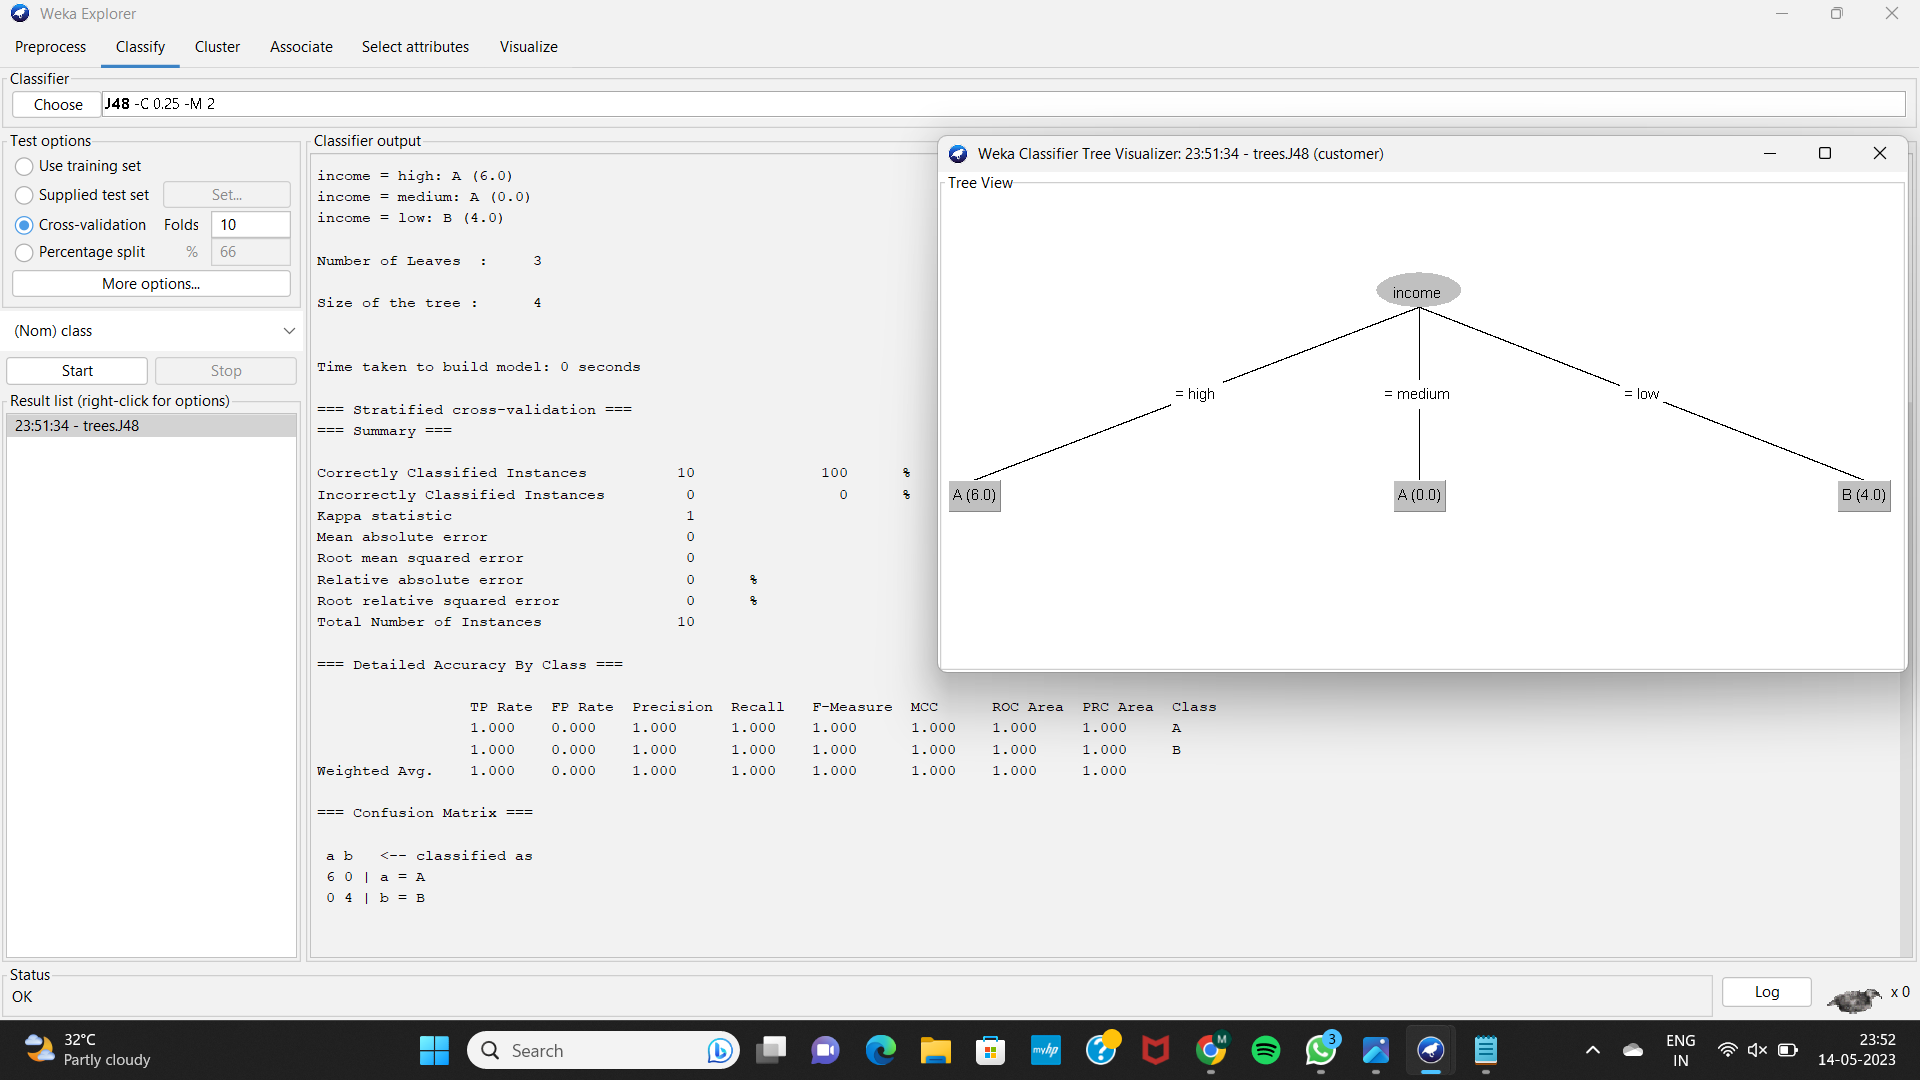 Weka Explorer
Preprocess Classify Cluster Associate Select attributes Visualize
Classifier
Choose J48 -C 0.25 -M 2
Test options
Use training set
Supplied test set Set...
Cross-validation Folds 10
Percentage split % 66
More options...
(Nom) class
Start Stop
Result list (right-click for options)
23:51:34 - trees.J48
Classifier output
income = high: A (6.0)
income = medium: A (0.0)
income = low: B (4.0)
Number of Leaves : 3
Size of the tree : 4
Time taken to build model: 0 seconds
=== Stratified cross-validation ===
=== Summary ===
Correctly Classified Instances 10 100 %
Incorrectly Classified Instances 0 0 %
Kappa statistic 1
Mean absolute error 0
Root mean squared error 0
Relative absolute error 0 %
Root relative squared error 0 %
Total Number of Instances 10
=== Detailed Accuracy By Class ===
TP Rate FP Rate Precision Recall F-Measure MCC ROC Area PRC Area Class
1.000 0.000 1.000 1.000 1.000 1.000 1.000 1.000 A
1.000 0.000 1.000 1.000 1.000 1.000 1.000 1.000 B
Weighted Avg. 1.000 0.000 1.000 1.000 1.000 1.000 1.000 1.000
=== Confusion Matrix ===
a b <-- classified as
6 0 | a = A
0 4 | b = B
Weka Classifier Tree Visualizer: 23:51:34 - trees.J48 (customer)
Tree View
income
= high = medium = low
A (6.0) A (0.0) B (4.0)
Status
OK
Log x 0
32°C
Partly cloudy
Search
myhp
M
3
ENG
IN
23:52
14-05-2023